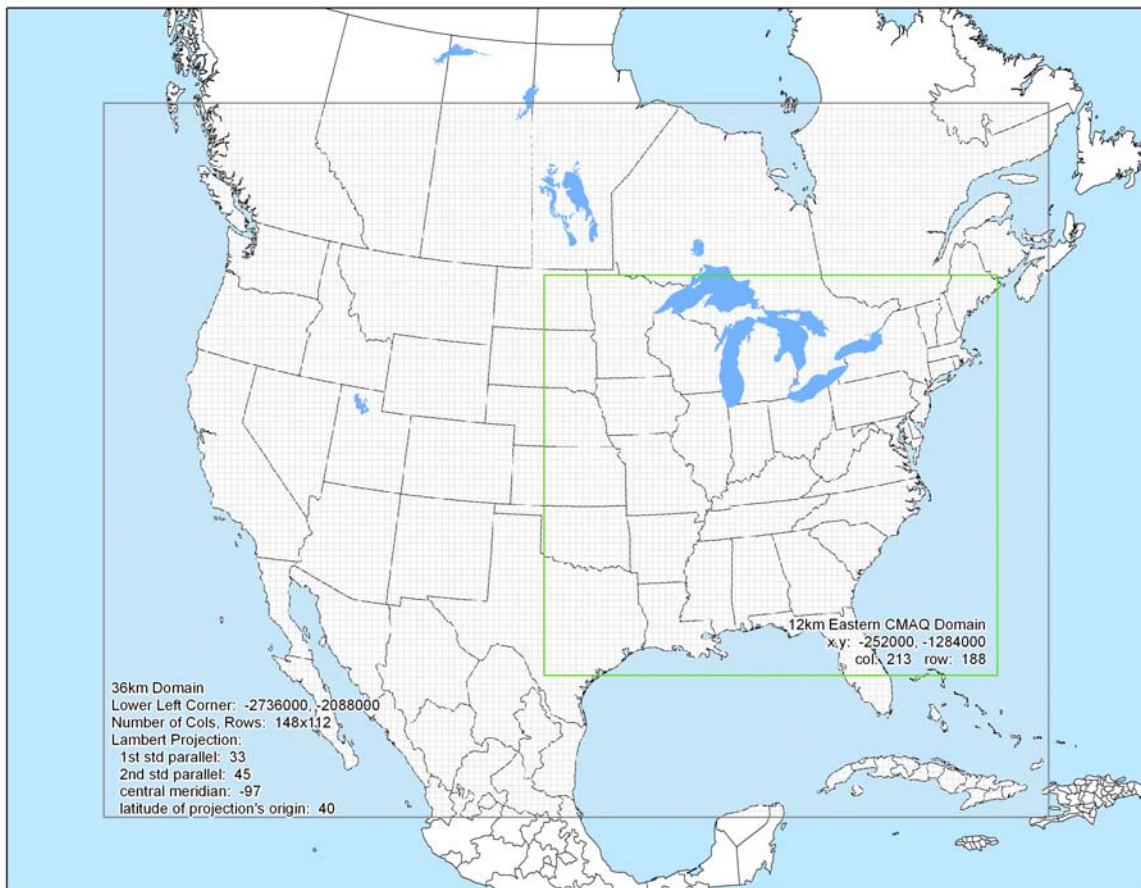 12km Eastern CMAQ Domain
x,y: -252000, -1284000
col: 213 row: 188
36km Domain
Lower Left Corner: -2736000, -2088000
Number of Cols, Rows: 148x112
Lambert Projection:
1st std parallel: 33
2nd std parallel: 45
central meridian: -97
latitude of projection's origin: 40